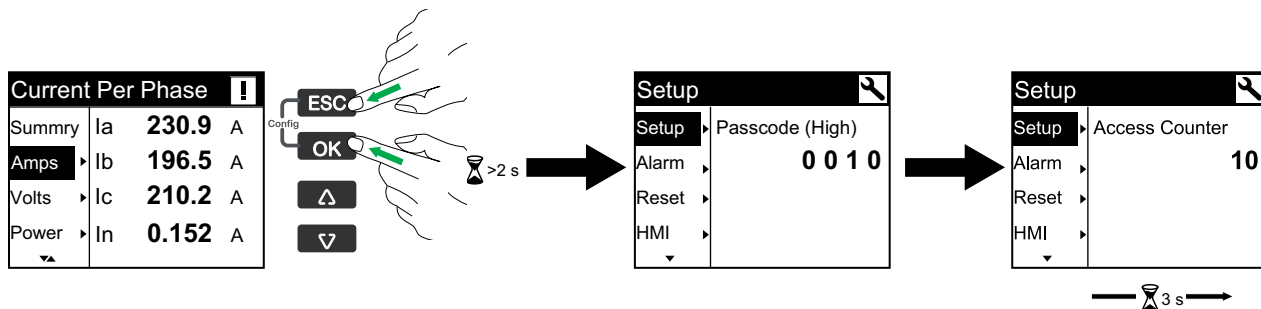 Current Per Phase !
Summry Ia 230.9 A
Amps Ib 196.5 A
Volts Ic 210.2 A
Power In 0.152 A
Config
ESC
OK
>2 s
Setup
Setup Passcode (High)
Alarm 0 0 1 0
Reset
HMI
Setup
Setup Access Counter
Alarm 10
Reset
HMI
3 s